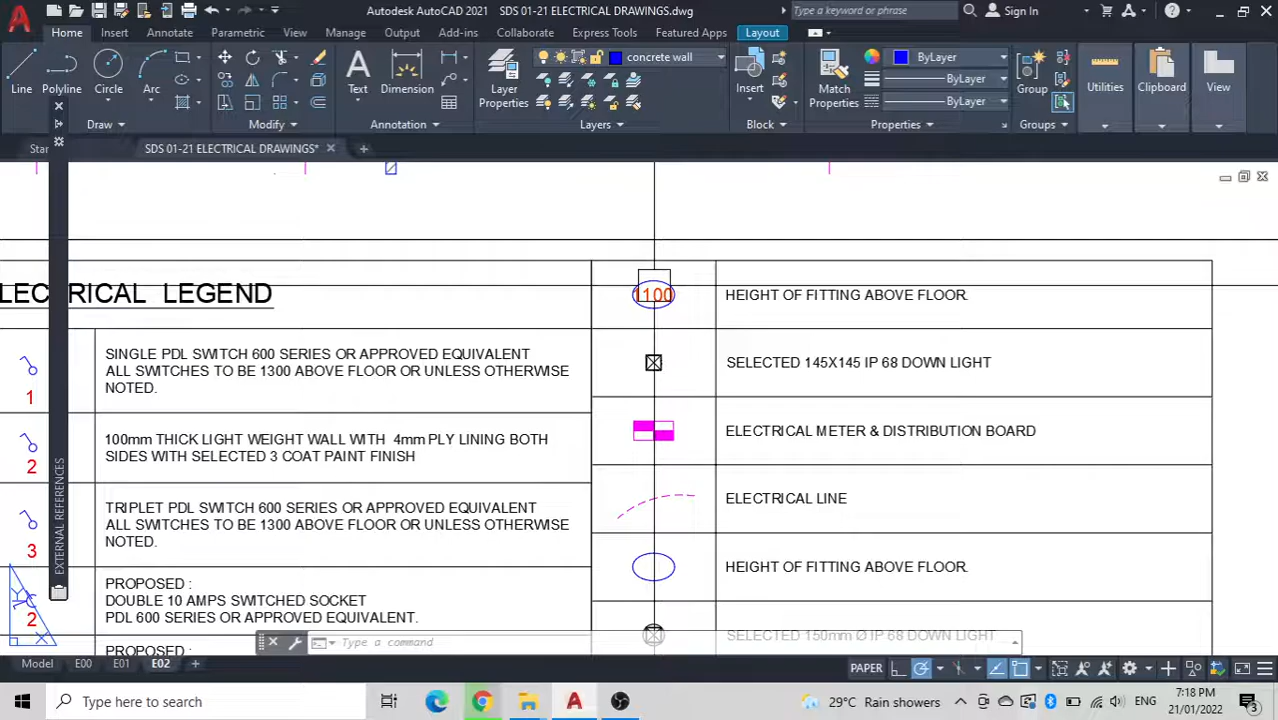 Autodesk AutoCAD 2021 SDS 01-21 ELECTRICAL DRAWINGS.dwg
Type a keyword or phrase
Sign In
Home Insert Annotate Parametric View Manage Output Add-ins Collaborate Express Tools Featured Apps Layout
Line Polyline Circle Arc
Text Dimension
Layer Properties
concrete wall
Insert
Match Properties
ByLayer
ByLayer
ByLayer
Group
Utilities
Clipboard
View
Draw Modify Annotation Layers Block Properties Groups
Star SDS 01-21 ELECTRICAL DRAWINGS*
LECTRICAL LEGEND
1100 HEIGHT OF FITTING ABOVE FLOOR.
1
SINGLE PDL SWITCH 600 SERIES OR APPROVED EQUIVALENT
ALL SWITCHES TO BE 1300 ABOVE FLOOR OR UNLESS OTHERWISE
NOTED.
SELECTED 145X145 IP 68 DOWN LIGHT
2
100mm THICK LIGHT WEIGHT WALL WITH 4mm PLY LINING BOTH
SIDES WITH SELECTED 3 COAT PAINT FINISH
ELECTRICAL METER & DISTRIBUTION BOARD
EXTERNAL REFERENCES
3
TRIPLET PDL SWITCH 600 SERIES OR APPROVED EQUIVALENT
ALL SWITCHES TO BE 1300 ABOVE FLOOR OR UNLESS OTHERWISE
NOTED.
ELECTRICAL LINE
2
PROPOSED :
DOUBLE 10 AMPS SWITCHED SOCKET
PDL 600 SERIES OR APPROVED EQUIVALENT.
HEIGHT OF FITTING ABOVE FLOOR.
PROPOSED :
SELECTED 150mm Ø IP 68 DOWN LIGHT
Y
X
Type a command
Model E00 E01 E02
PAPER
Type here to search
29°C Rain showers
ENG
7:18 PM
21/01/2022
3